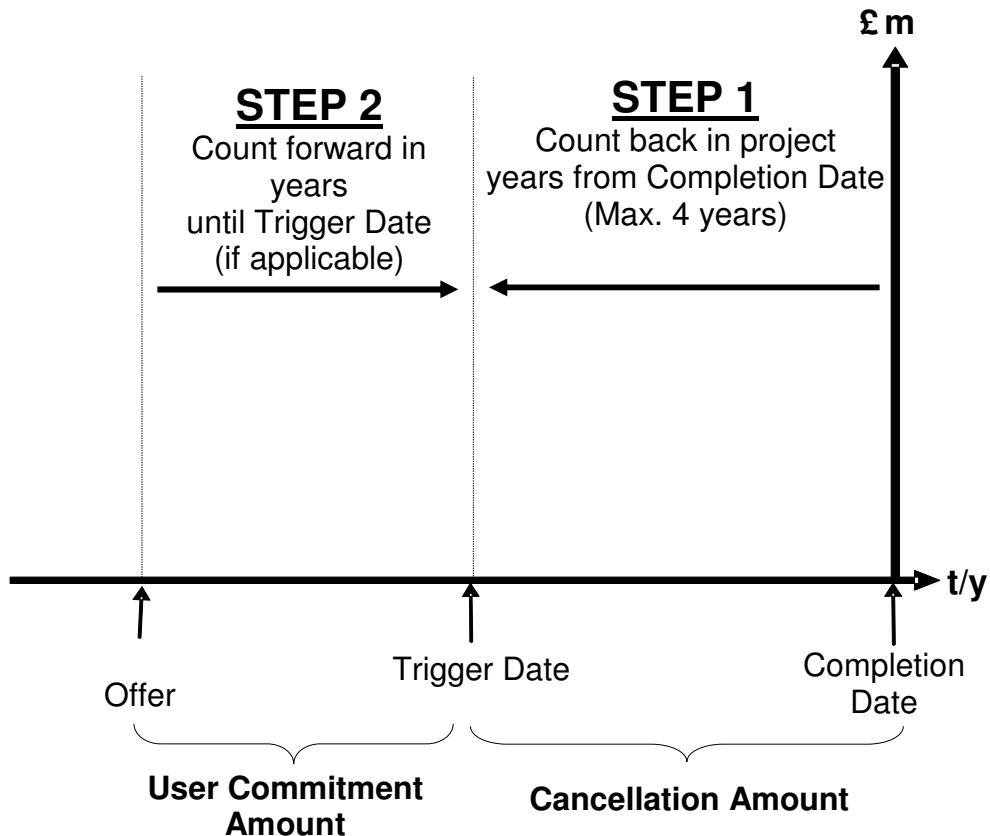 £ m
STEP 2
Count forward in
years
until Trigger Date
(if applicable)
STEP 1
Count back in project
years from Completion Date
(Max. 4 years)
t/y
Offer
Trigger Date
Completion
Date
User Commitment
Amount
Cancellation Amount